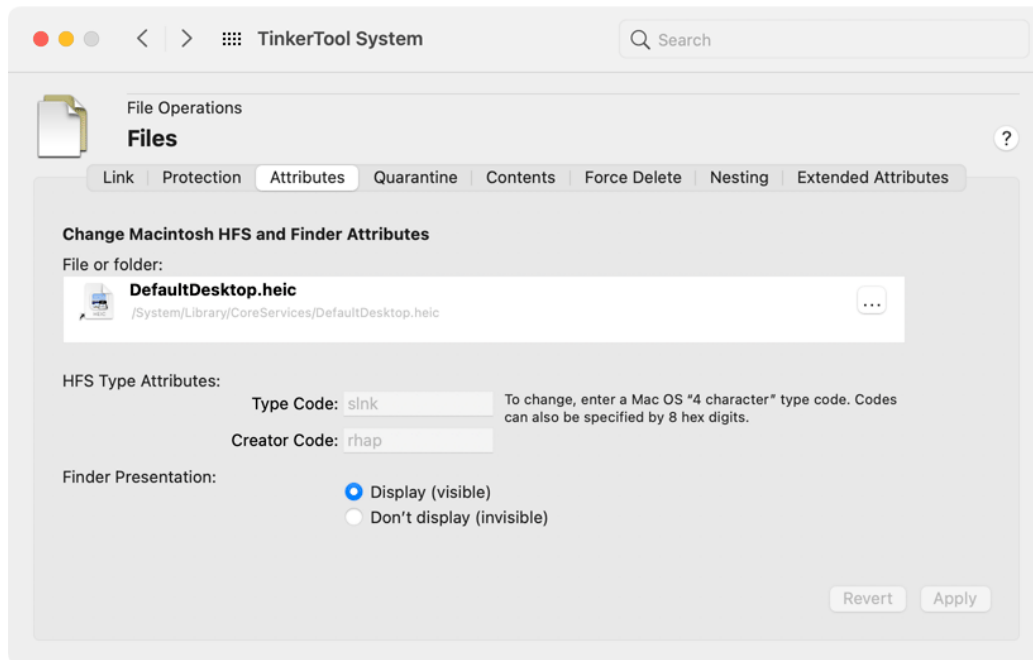 TinkerTool System
Search
File Operations
Files
?
Link
Protection
Attributes
Quarantine
Contents
Force Delete
Nesting
Extended Attributes
Change Macintosh HFS and Finder Attributes
File or folder:
DefaultDesktop.heic
/System/Library/CoreServices/DefaultDesktop.heic
...
HEIC
HFS Type Attributes:
Type Code: slnk
To change, enter a Mac OS “4 character” type code. Codes
can also be specified by 8 hex digits.
Creator Code: rhap
Finder Presentation:
Display (visible)
Don’t display (invisible)
Revert
Apply